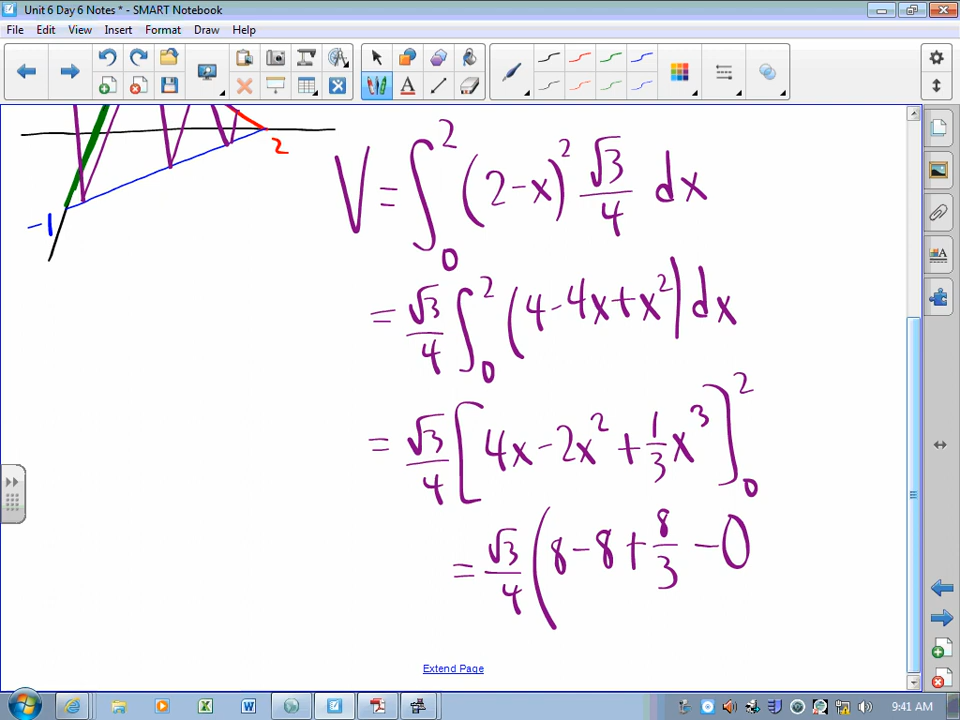 Unit 6 Day 6 Notes * - SMART Notebook
File Edit View Insert Format Draw Help
2
-1
V = ∫₀² (2-x)² √3/4 dx
= √3/4 ∫₀² (4-4x+x²) dx
= √3/4 [4x-2x²+1/3x³]₀²
= √3/4 (8-8+8/3-0
Extend Page
9:41 AM